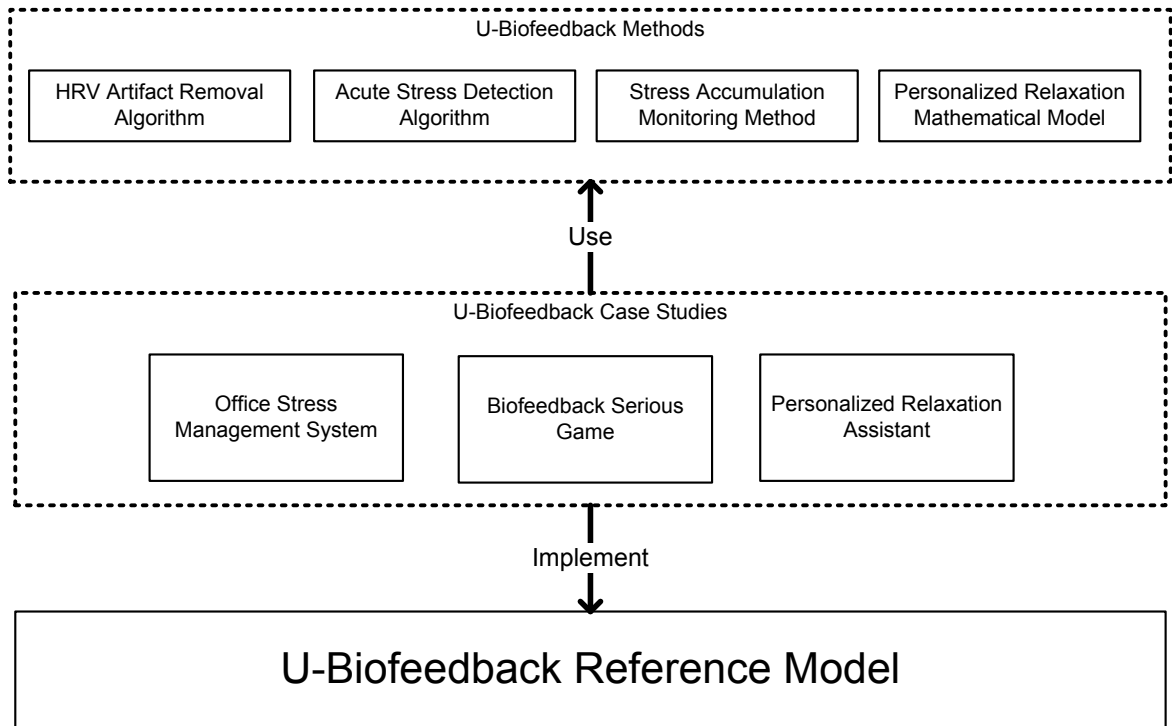 U-Biofeedback Methods
HRV Artifact Removal
Algorithm
Acute Stress Detection
Algorithm
Stress Accumulation
Monitoring Method
Personalized Relaxation
Mathematical Model
Use
U-Biofeedback Case Studies
Office Stress
Management System
Biofeedback Serious
Game
Personalized Relaxation
Assistant
Implement
U-Biofeedback Reference Model